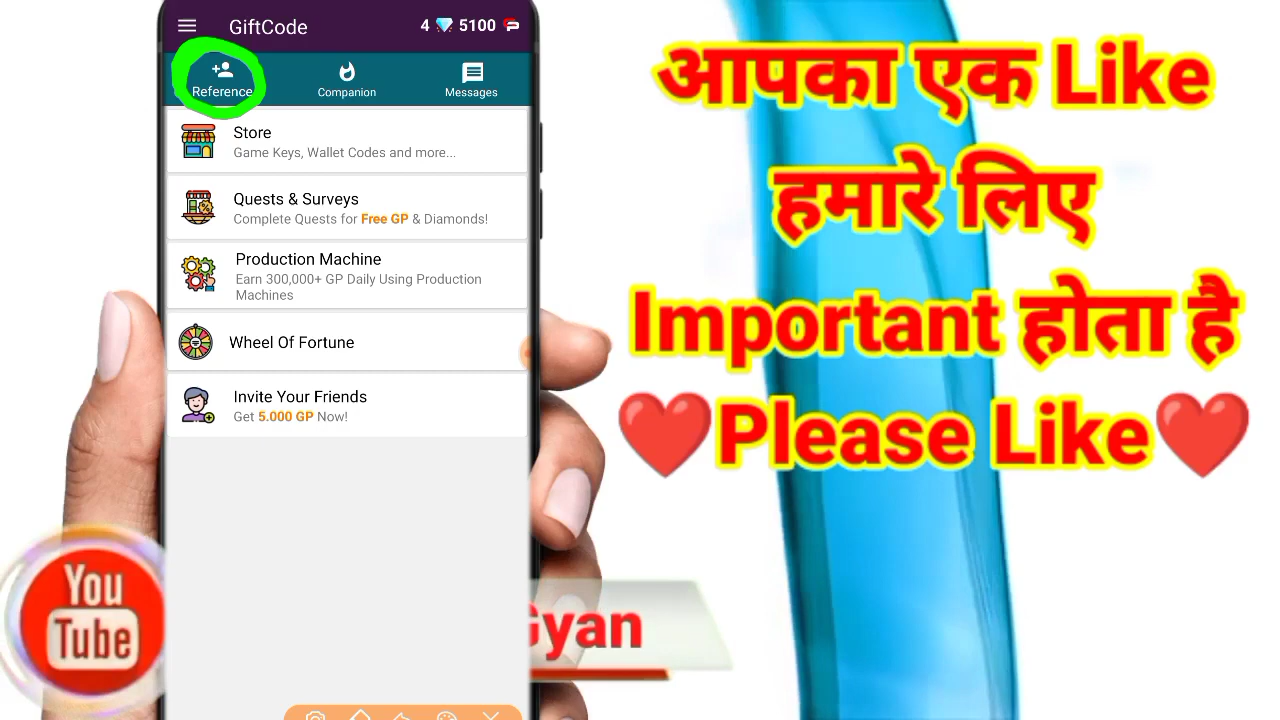 GiftCode
4 5100
Reference
Companion
Messages
Store
Game Keys, Wallet Codes and more...
Quests & Surveys
Complete Quests for Free GP & Diamonds!
Production Machine
Earn 300,000+ GP Daily Using Production
Machines
Wheel Of Fortune
Invite Your Friends
Get 5.000 GP Now!
आपका एक Like
हमारे लिए
Important होता है
Please Like
You
Tube
Gyan